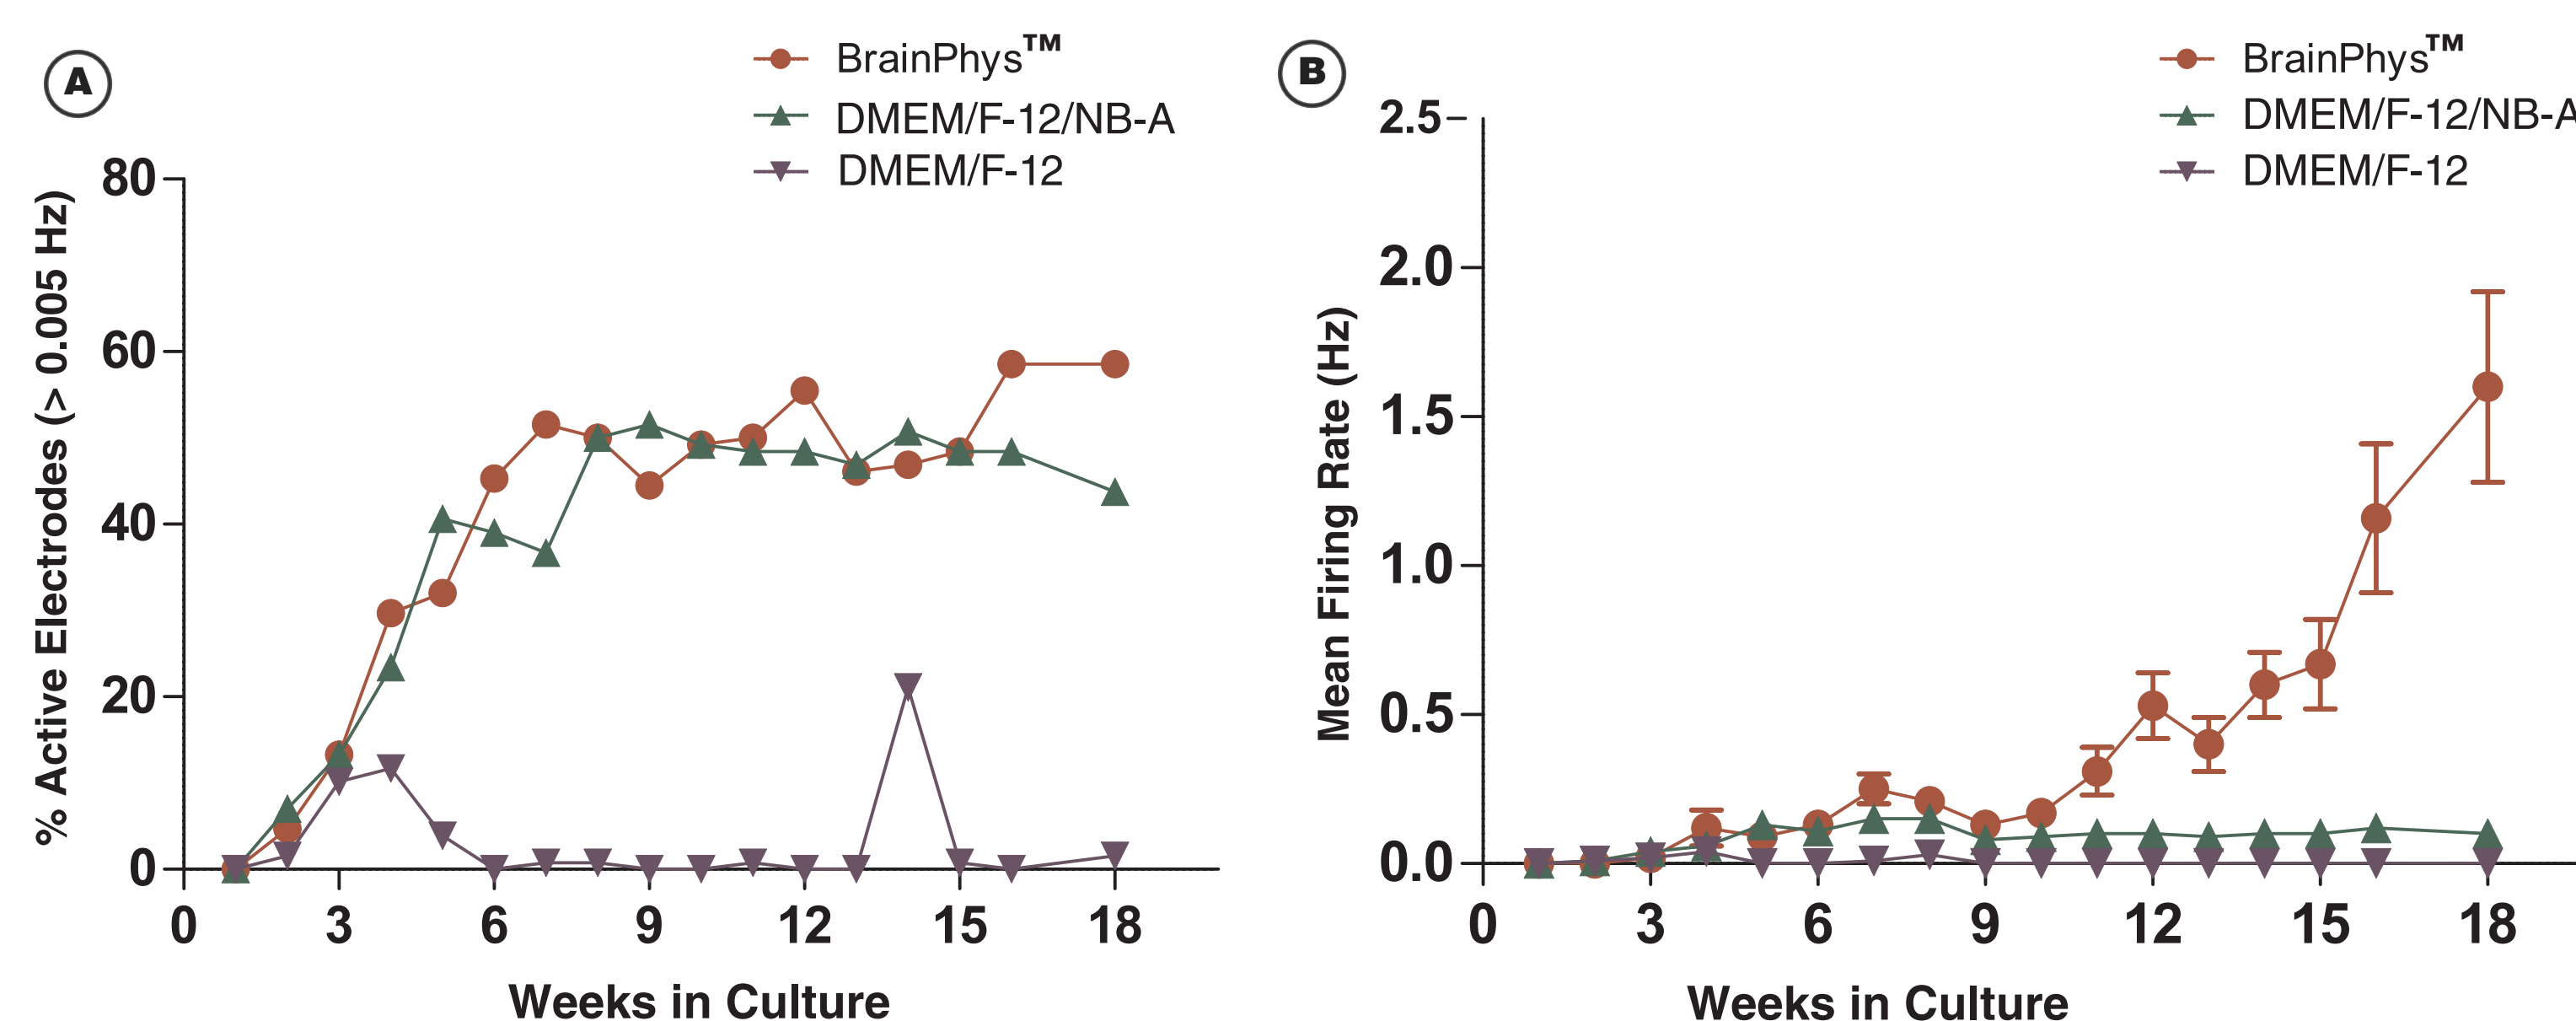 A
BrainPhys™
DMEM/F-12/NB-A
DMEM/F-12
% Active Electrodes (> 0.005 Hz)
80
60
40
20
0
0 3 6 9 12 15 18
Weeks in Culture
B
BrainPhys™
DMEM/F-12/NB-A
DMEM/F-12
Mean Firing Rate (Hz)
2.5
2.0
1.5
1.0
0.5
0.0
0 3 6 9 12 15 18
Weeks in Culture